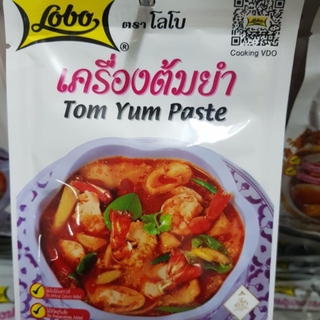 Lobo
ตรา โลโบ
®
Lobo
Cooking VDO
เครื่องต้มยำ
Tom Yum Paste